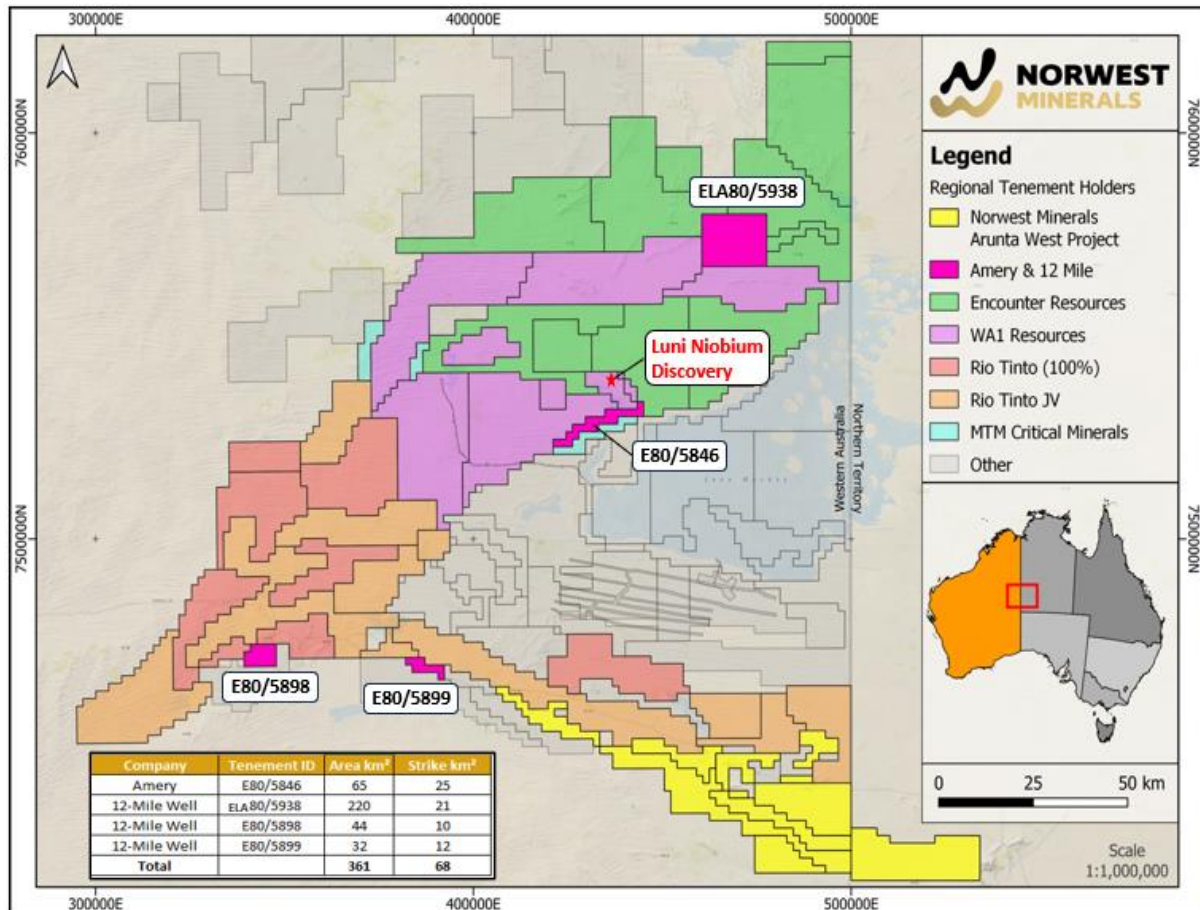 300000E
400000E
500000E
7600000N
7600000N
NORWEST
MINERALS
Legend
Regional Tenement Holders
Norwest Minerals
Arunta West Project
Amery & 12 Mile
Encounter Resources
WA1 Resources
Rio Tinto (100%)
Rio Tinto JV
MTM Critical Minerals
Other
ELA80/5938
Luni Niobium
Discovery
E80/5846
Western Australia
Northern Territory
7500000N
7500000N
E80/5898
E80/5899
Company Tenement ID Area km² Strike km²
Amery E80/5846 65 25
12-Mile Well ELA80/5938 220 21
12-Mile Well E80/5898 44 10
12-Mile Well E80/5899 32 12
Total 361 68
0 25 50 km
Scale
1:1,000,000
300000E
400000E
500000E